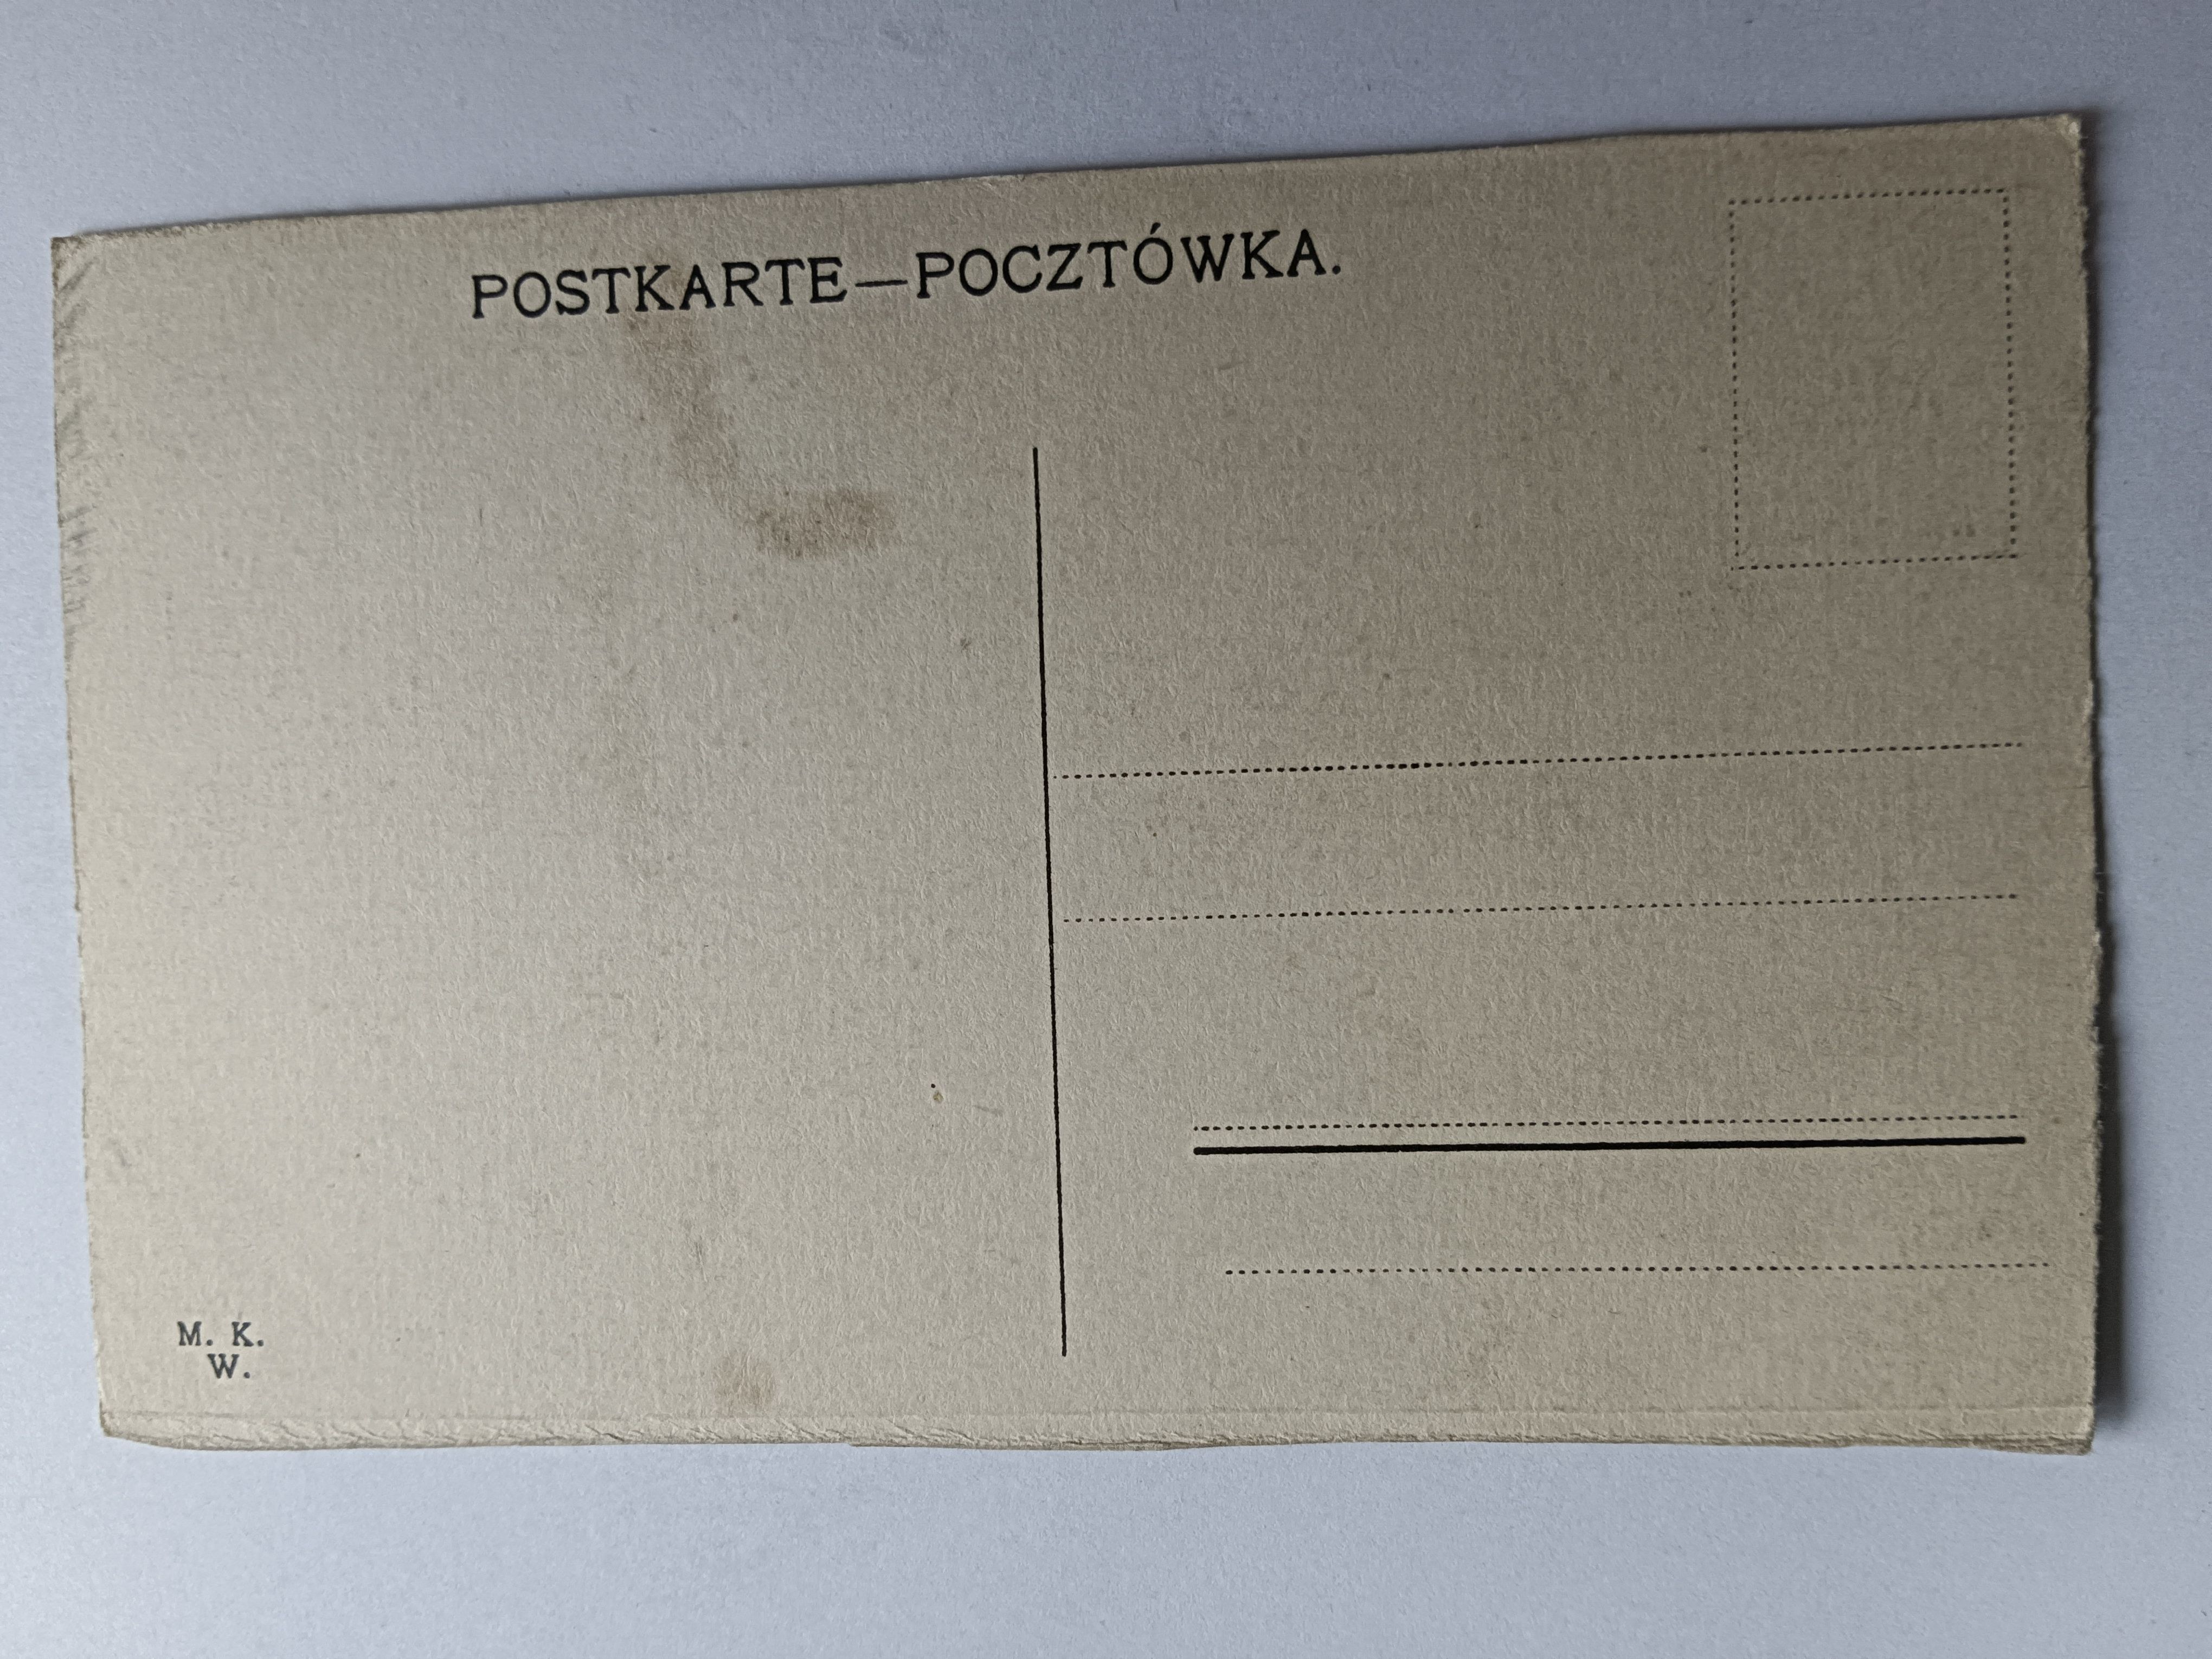 POSTKARTE—POCZTÓWKA.
M. K.
W.